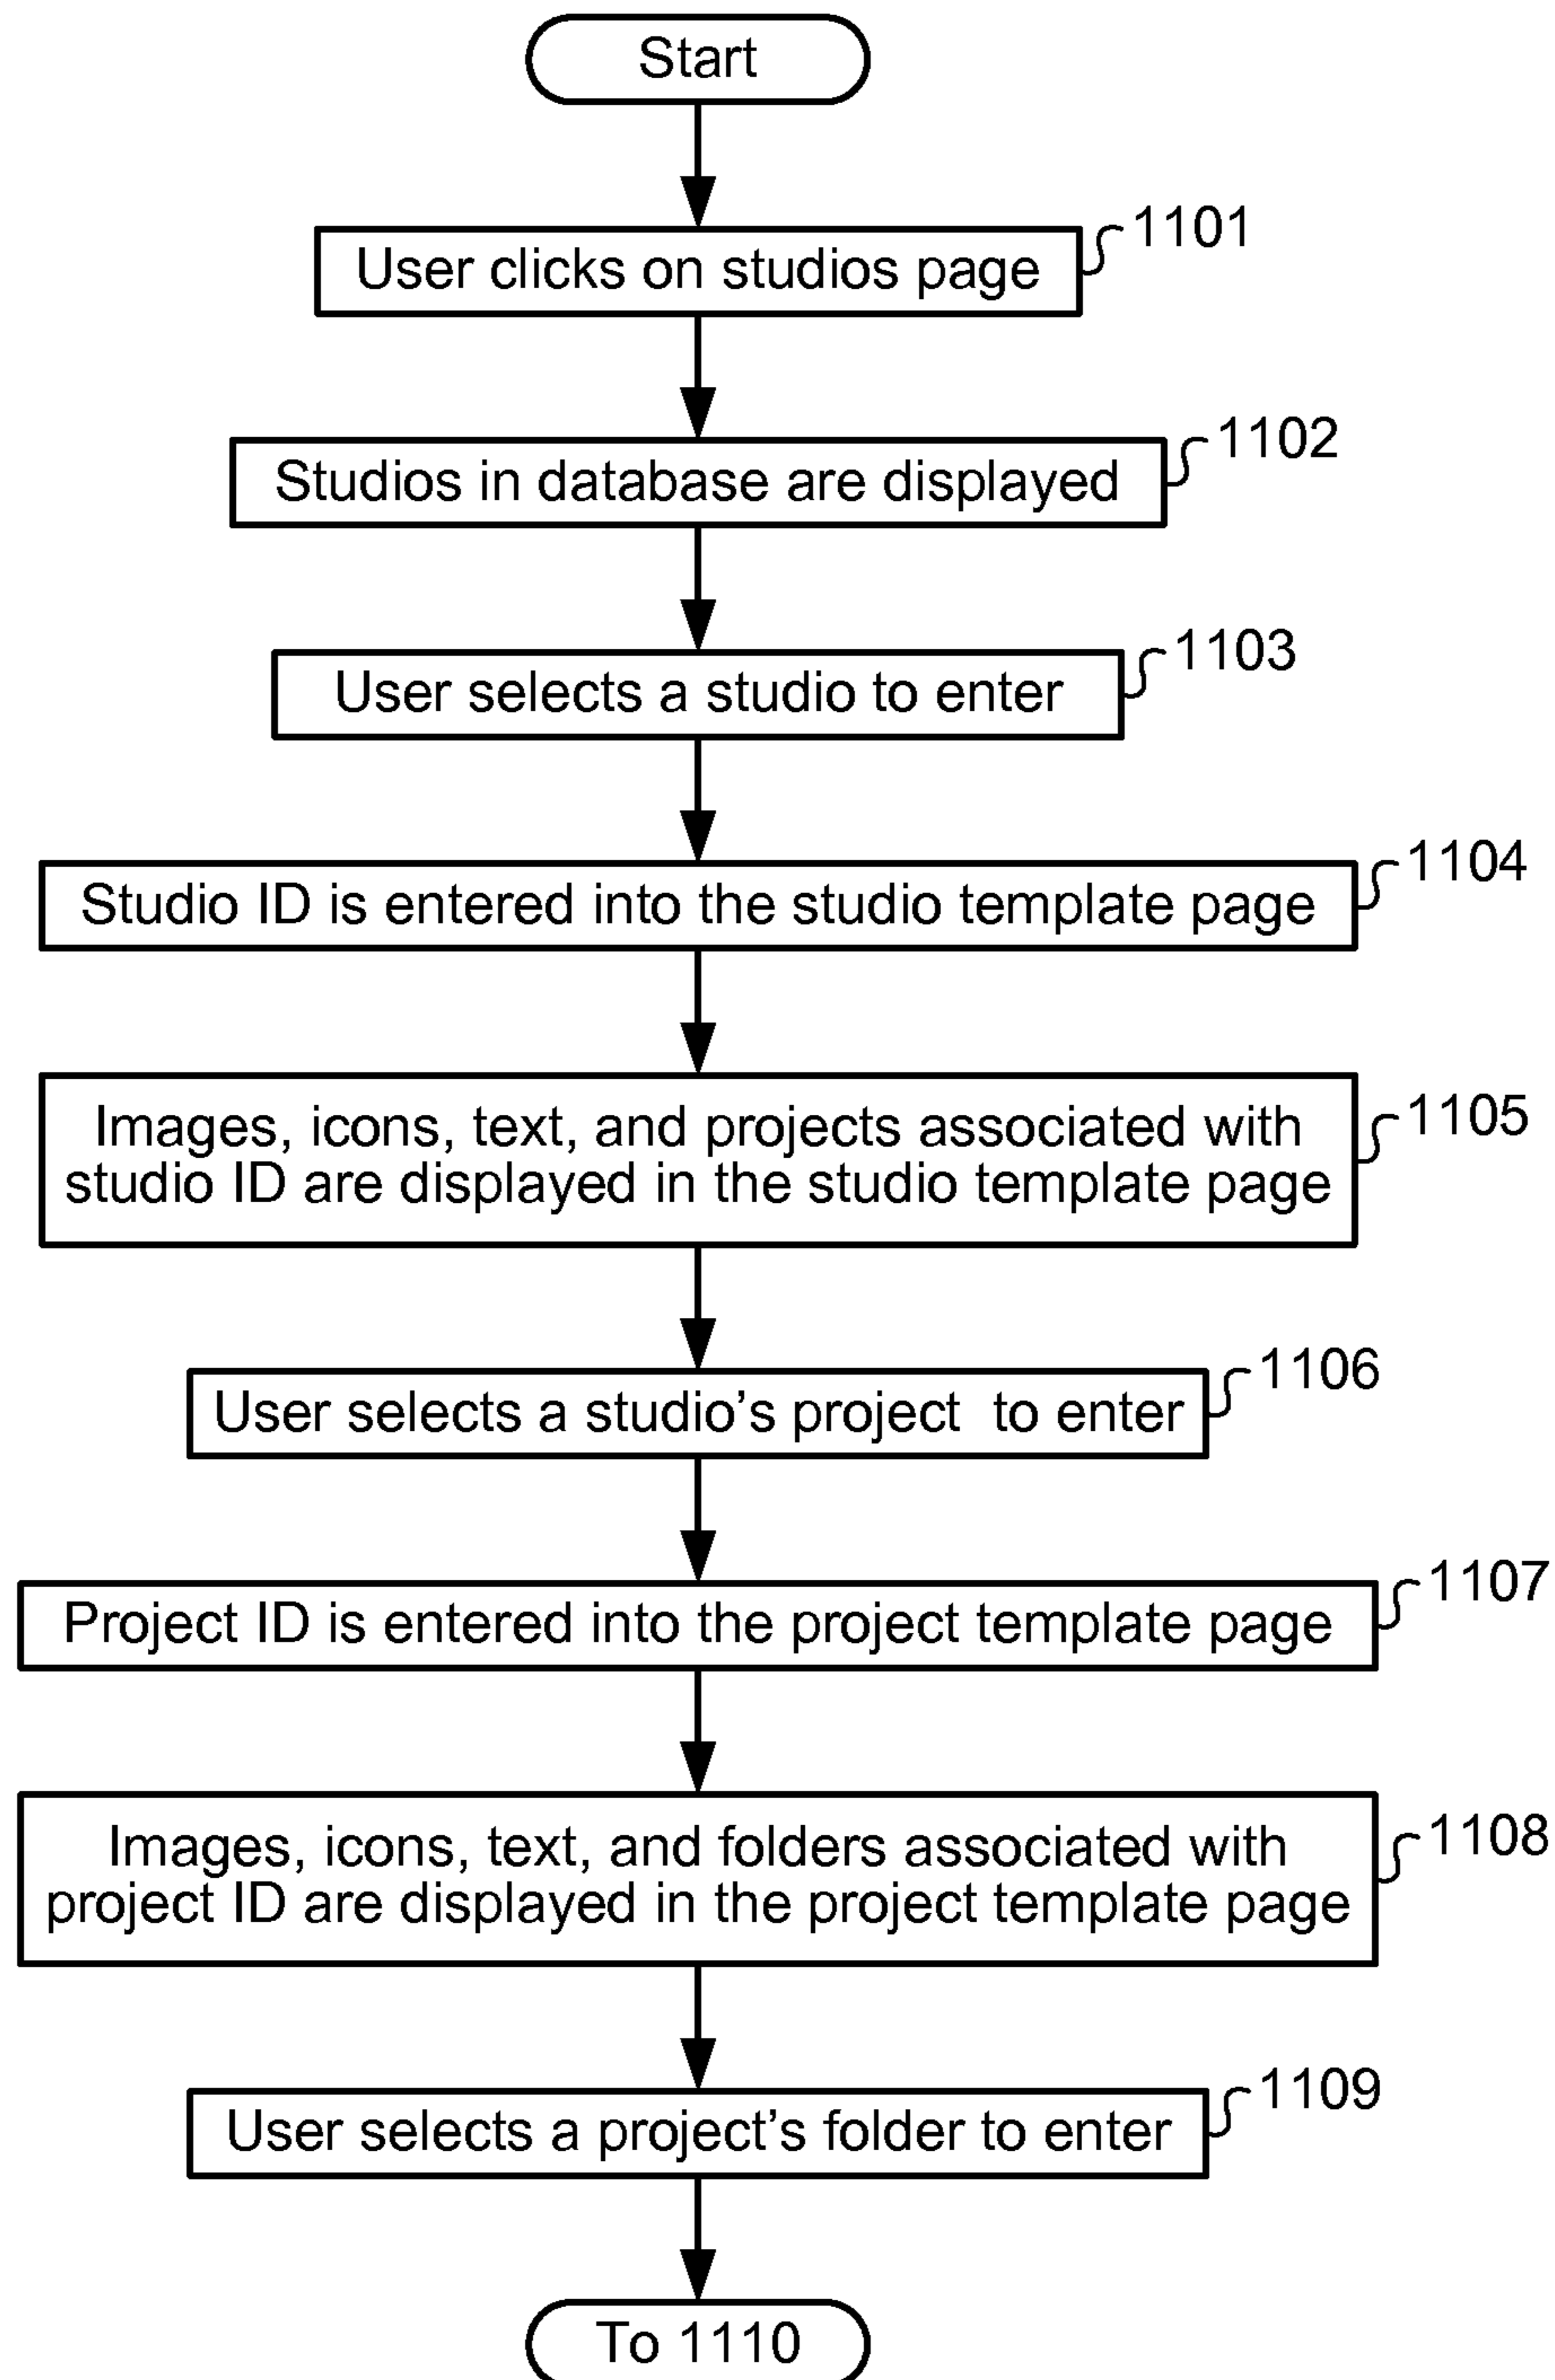 Start
1101
User clicks on studios page
1102
Studios in database are displayed
1103
User selects a studio to enter
1104
Studio ID is entered into the studio template page
1105
Images, icons, text, and projects associated with
studio ID are displayed in the studio template page
1106
User selects a studio’s project  to enter
1107
Project ID is entered into the project template page
1108
Images, icons, text, and folders associated with
project ID are displayed in the project template page
1109
User selects a project’s folder to enter
To 1110